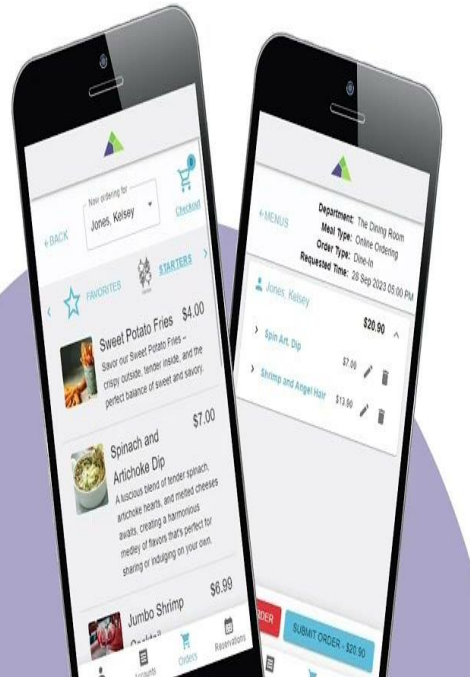 Now ordering for
Jones, Kelsey
0
Checkout
<BACK
FAVORITES
STARTERS
Sweet Potato Fries $4.00
Savor our Sweet Potato Fries –
crispy outside, tender inside, and the
perfect balance of sweet and savory.
Spinach and
Artichoke Dip
$7.00
A luscious blend of tender spinach,
artichoke hearts, and melted cheeses
awaits, creating a harmonious
medley of flavors that's perfect for
sharing or indulging on your own.
Jumbo Shrimp
$6.99
Cocktail
Accounts
Orders
Reservations
<MENUS
Department: The Dining Room
Meal Type: Online Ordering
Order Type: Dine-In
Requested Time: 28 Sep 2023 05:00 PM
Jones, Kelsey
$20.90
Spin Art. Dip
$7.00
Shrimp and Angel Hair
$13.90
SUBMIT ORDER - $20.90